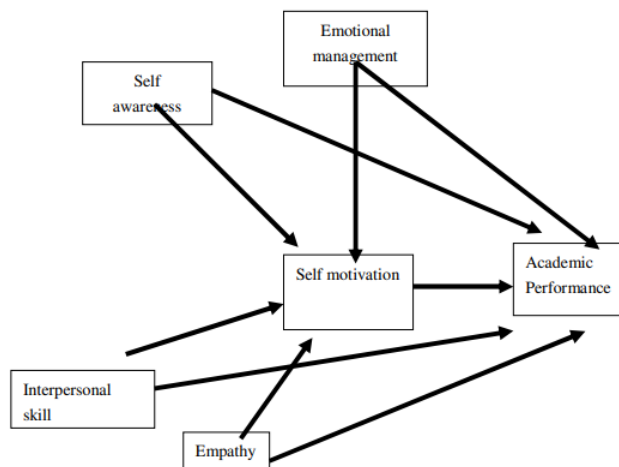 Emotional
management
Self
awareness
Self motivation
Academic
Performance
Interpersonal
skill
Empathy